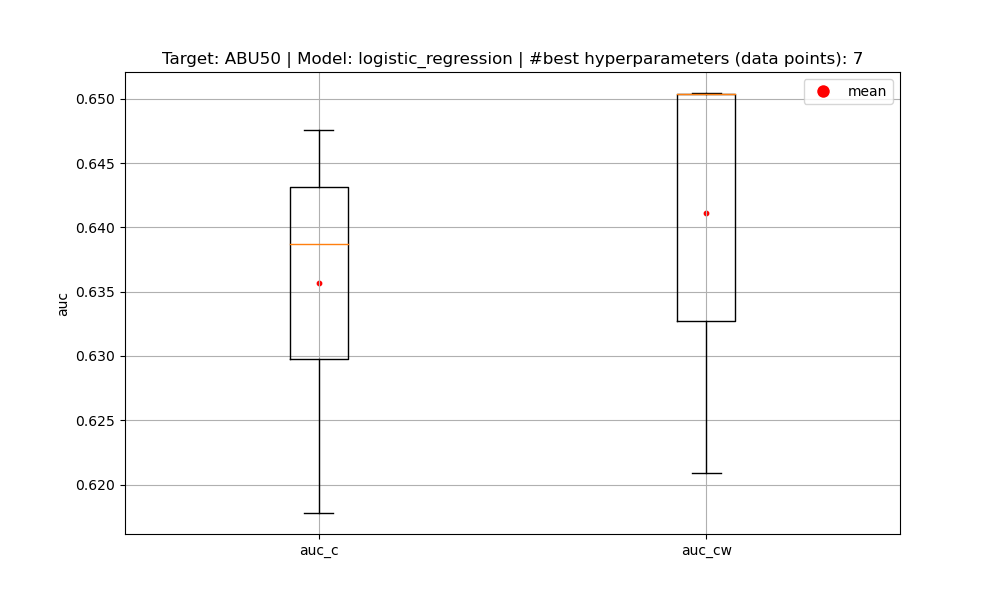 Target: ABU50 | Model: logistic_regression | #best hyperparameters (data points): 7
mean
auc
0.650
0.645
0.640
0.635
0.630
0.625
0.620
auc_c
auc_cw